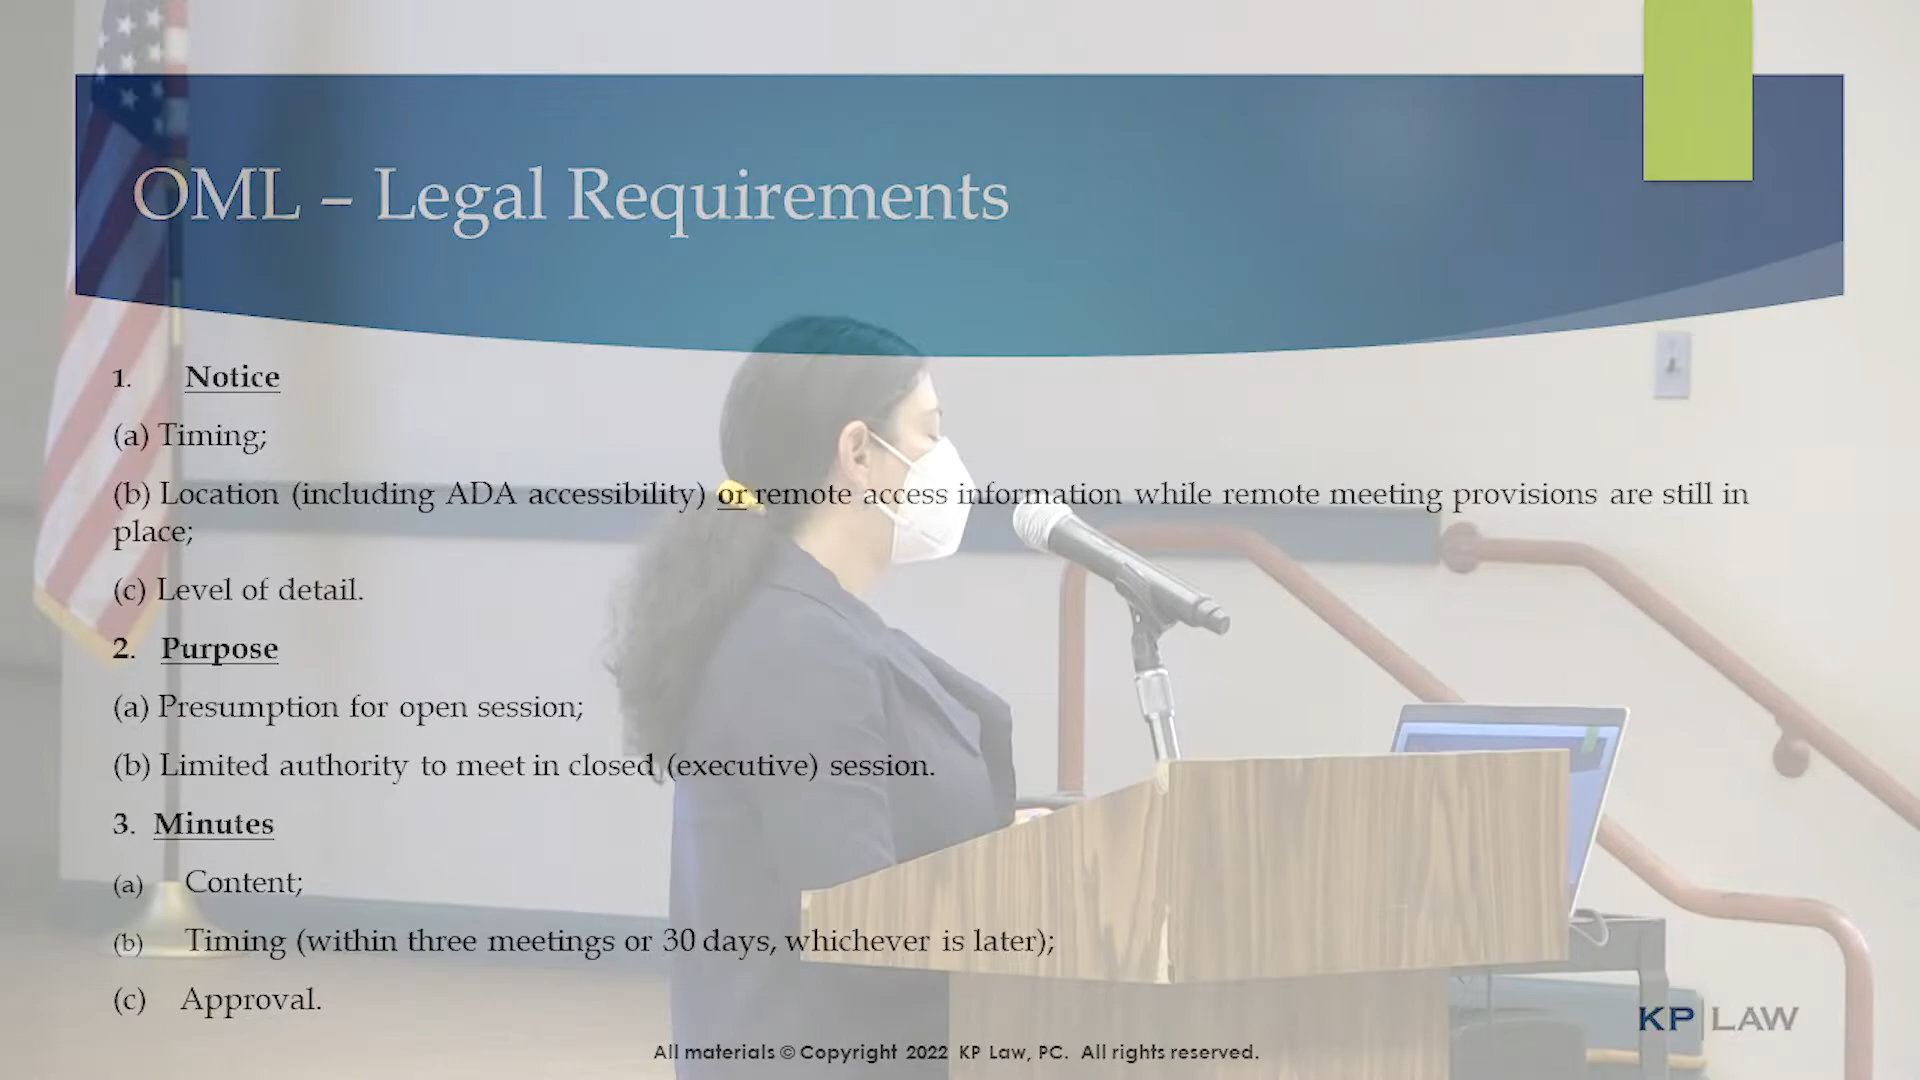 OML – Legal Requirements
1. Notice
(a) Timing;
(b) Location (including ADA accessibility) or remote access information while remote meeting provisions are still in
place;
(c) Level of detail.
2. Purpose
(a) Presumption for open session;
(b) Limited authority to meet in closed (executive) session.
3. Minutes
(a) Content;
(b) Timing (within three meetings or 30 days, whichever is later);
(c) Approval.
KP | LAW
All materials © Copyright 2022 KP Law, PC. All rights reserved.